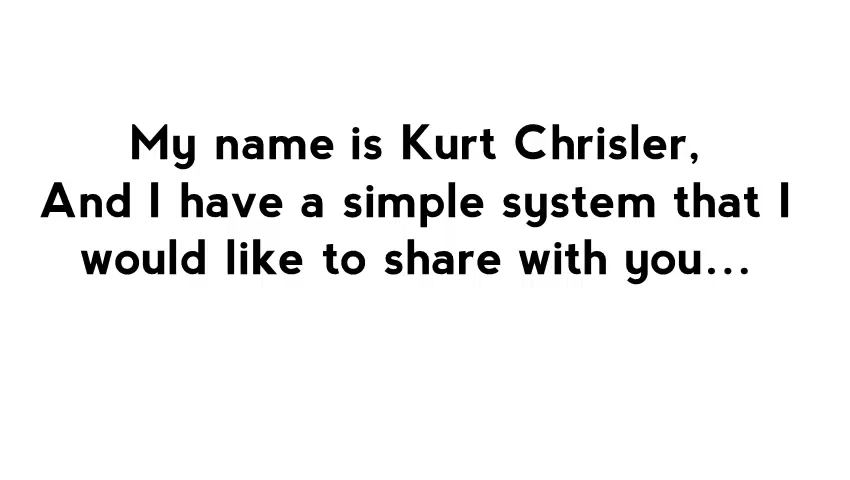 My name is Kurt Chrisler,
And I have a simple system that I
would like to share with you...